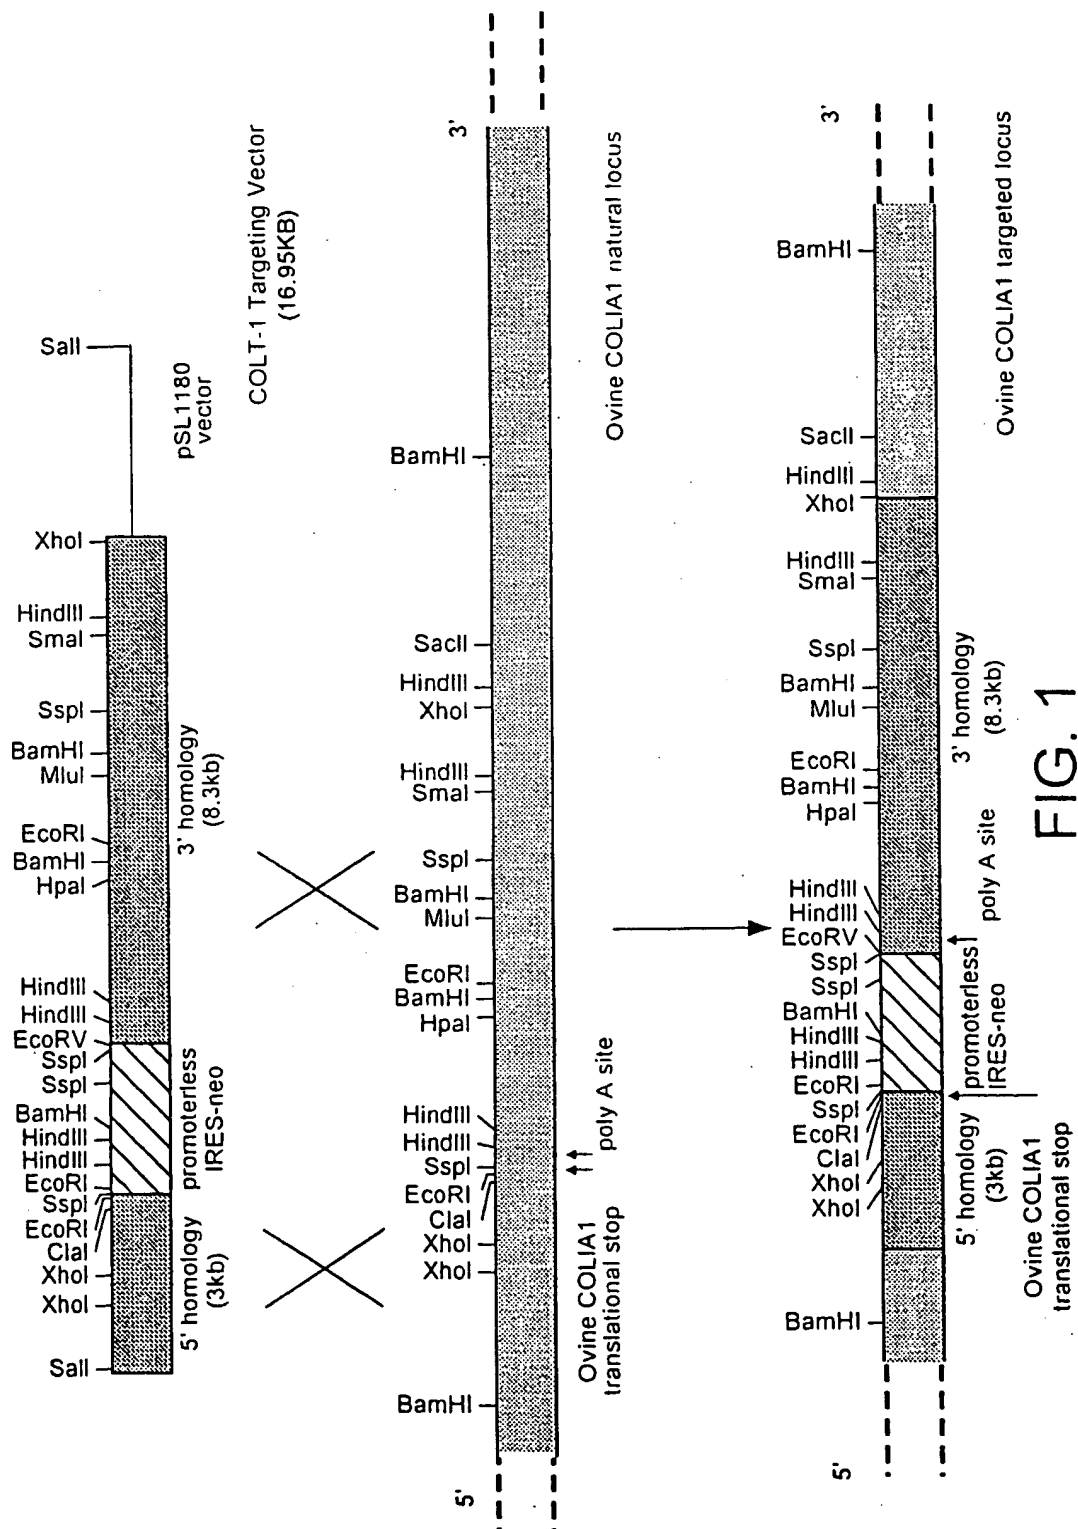 SalI
XhoI
HindIII
SmaI
SspI
BamHI
MluI
EcoRI
BamHI
HpaI
HindIII
HindIII
EcoRV
SspI
SspI
BamHI
HindIII
HindIII
EcoRI
SspI
EcoRI
ClaI
XhoI
XhoI
SalI
pSL1180
vector
3' homology
(8.3kb)
promoterless
IRES-neo
5' homology
(3kb)
COLT-1 Targeting Vector
(16.95KB)
3'
BamHI
SacII
HindIII
XhoI
HindIII
SmaI
SspI
BamHI
MluI
EcoRI
BamHI
HpaI
HindIII
HindIII
SspI
EcoRI
ClaI
XhoI
XhoI
BamHI
5'
poly A site
Ovine COLIA1
translational stop
Ovine COLIA1 natural locus
3'
BamHI
SacII
HindIII
XhoI
HindIII
SmaI
SspI
BamHI
MluI
EcoRI
BamHI
HpaI
HindIII
HindIII
EcoRV
SspI
SspI
BamHI
HindIII
HindIII
EcoRI
SspI
EcoRI
ClaI
XhoI
XhoI
BamHI
5'
3' homology
(8.3kb)
poly A site
promoterless
IRES-neo
5' homology
(3kb)
Ovine COLIA1
translational stop
Ovine COLIA1 targeted locus
FIG. 1